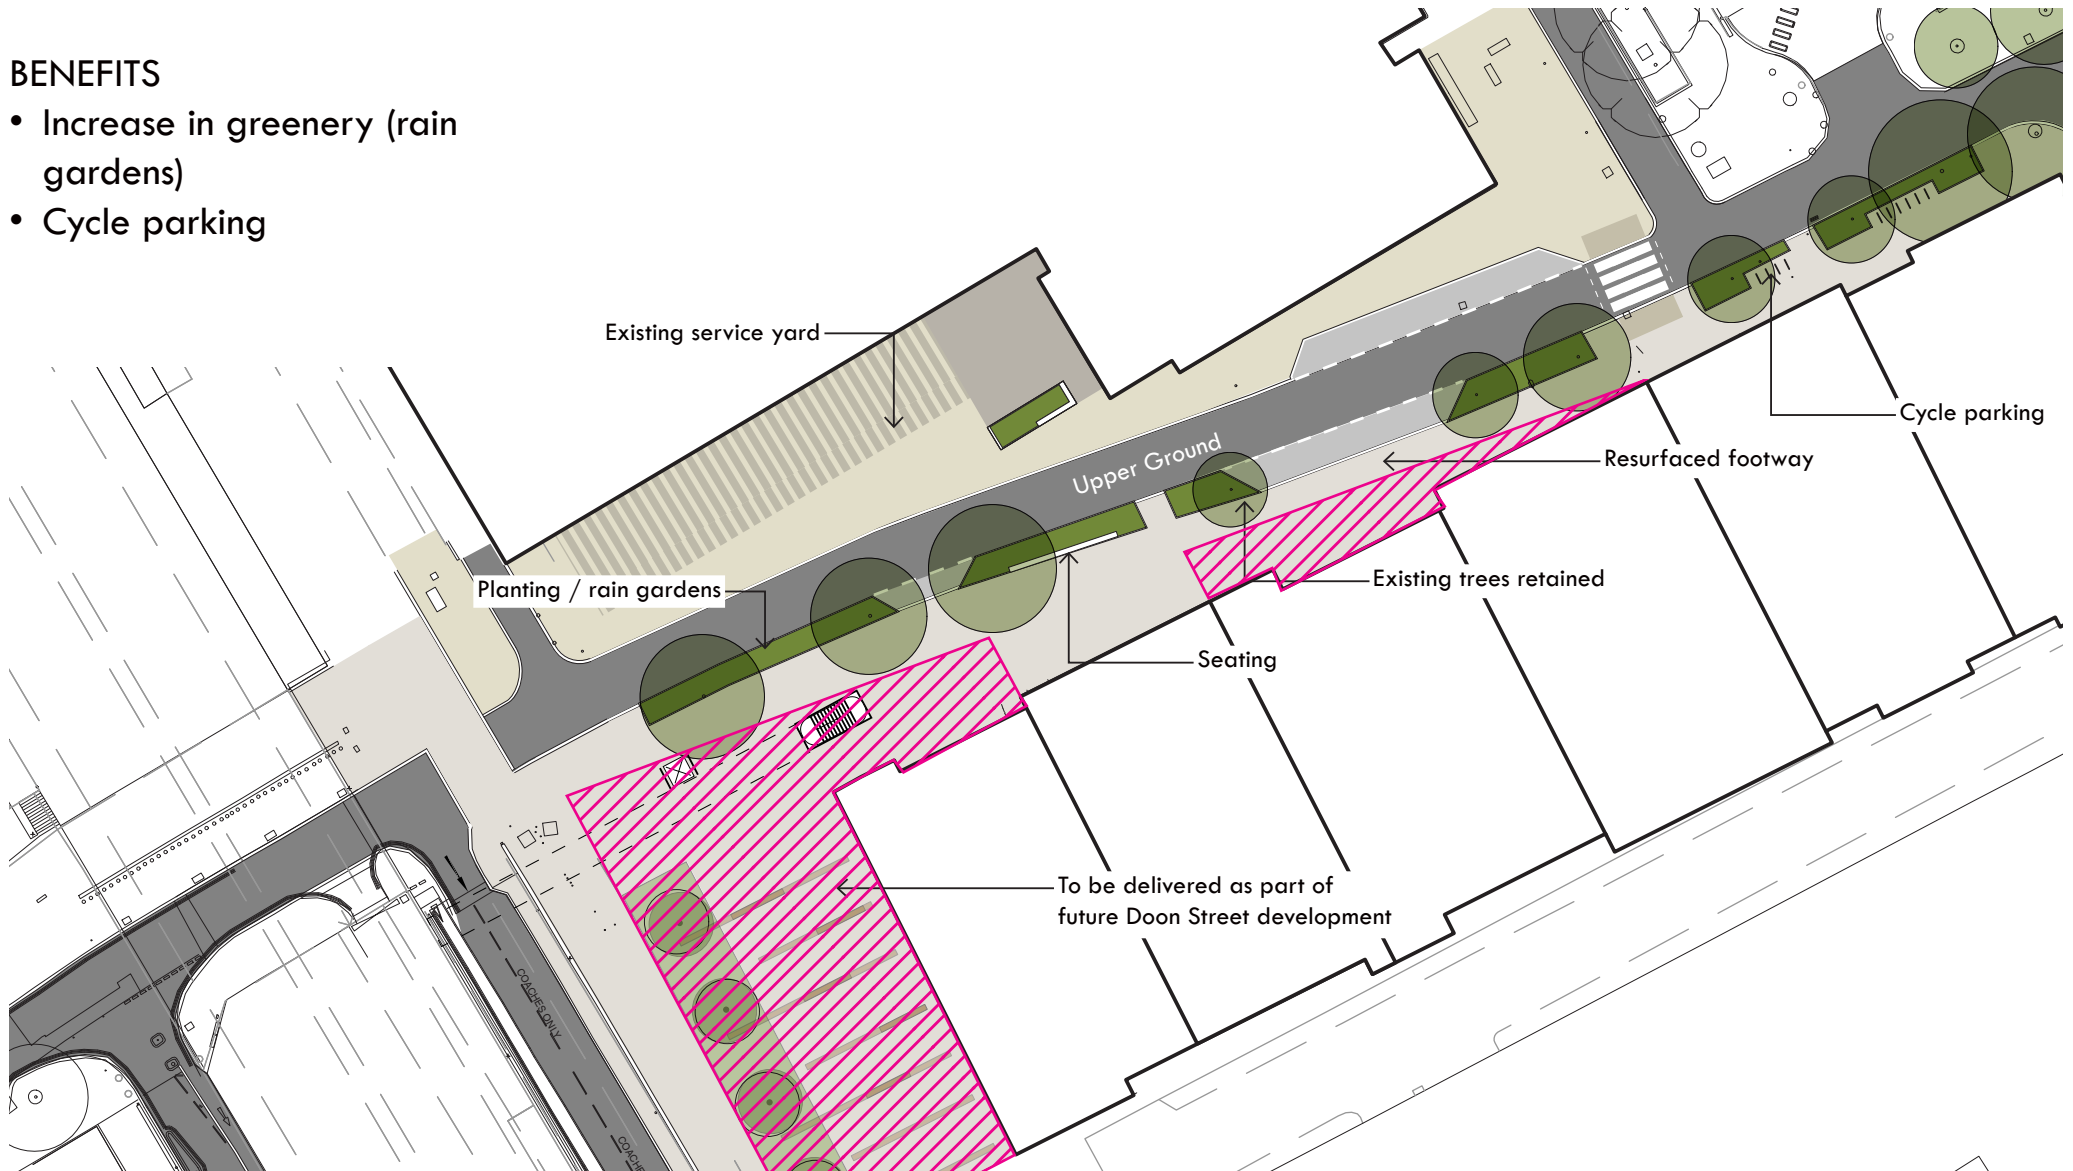 BENEFITS
• Increase in greenery (rain
gardens)
• Cycle parking
Existing service yard
Cycle parking
Upper Ground
Resurfaced footway
Planting / rain gardens
Existing trees retained
Seating
To be delivered as part of
future Doon Street development
COACHES ONLY
COACHES